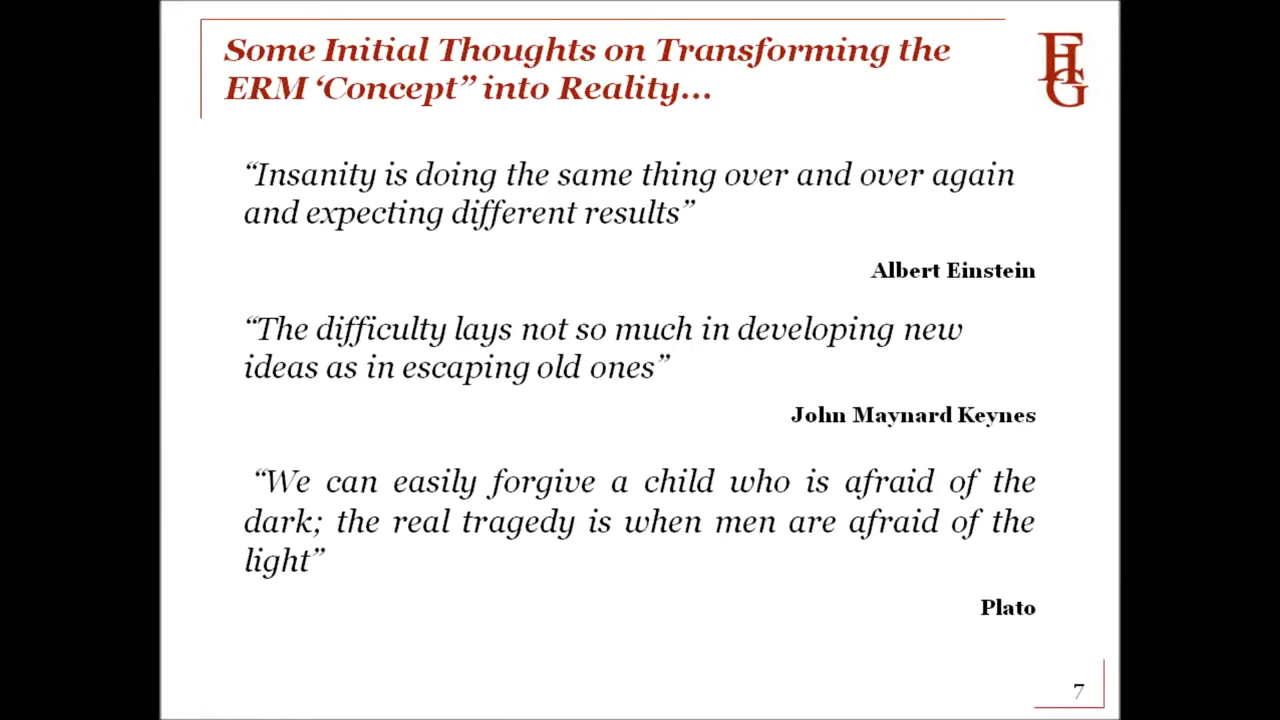 Some Initial Thoughts on Transforming the
ERM ‘Concept” into Reality...
“Insanity is doing the same thing over and over again
and expecting different results”
Albert Einstein
“The difficulty lays not so much in developing new
ideas as in escaping old ones”
John Maynard Keynes
“We can easily forgive a child who is afraid of the
dark; the real tragedy is when men are afraid of the
light”
Plato
7